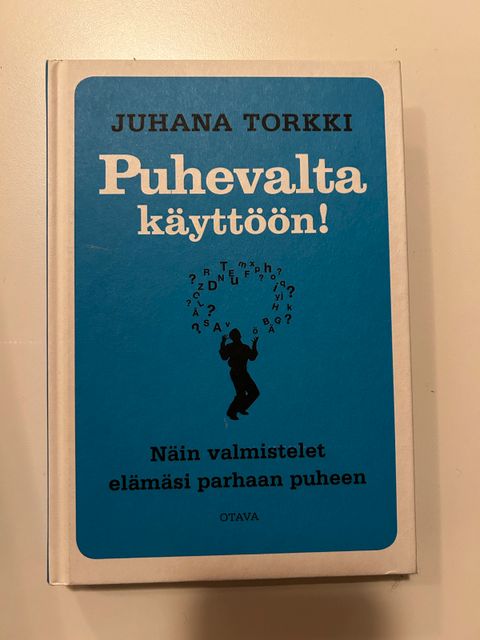 JUHANA TORKKI
Puhevalta
käyttöön!
Näin valmistelet
elämäsi parhaan puheen
OTAVA